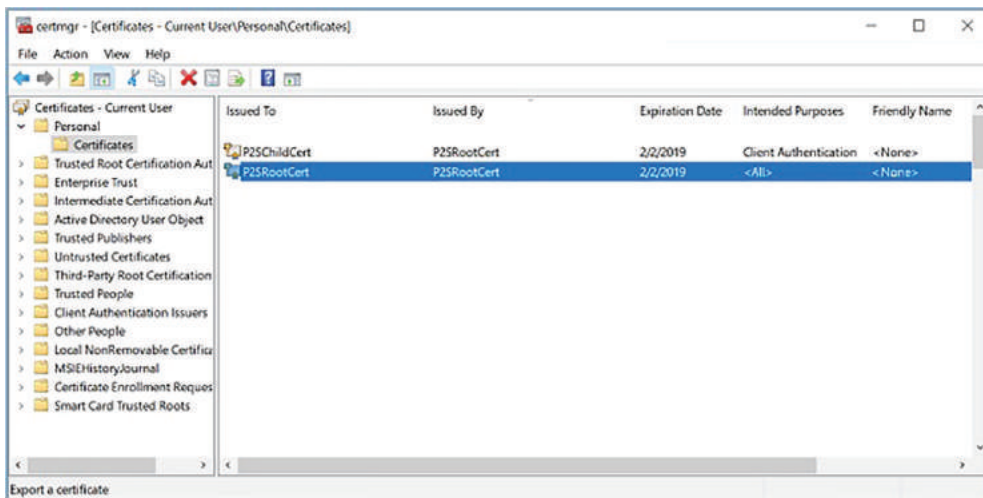 certmgr - [Certificates - Current User\Personal\Certificates]
File Action View Help
Certificates - Current User
Personal
Certificates
Trusted Root Certification Aut
Enterprise Trust
Intermediate Certification Aut
Active Directory User Object
Trusted Publishers
Untrusted Certificates
Third-Party Root Certification
Trusted People
Client Authentication Issuers
Other People
Local NonRemovable Certifica
MSIEHistoryJournal
Certificate Enrollment Reques
Smart Card Trusted Roots
Issued To Issued By Expiration Date Intended Purposes Friendly Name
P2SChildCert P2SRootCert 2/2/2019 Client Authentication <None>
P2SRootCert P2SRootCert 2/2/2019 <All> <None>
Export a certificate